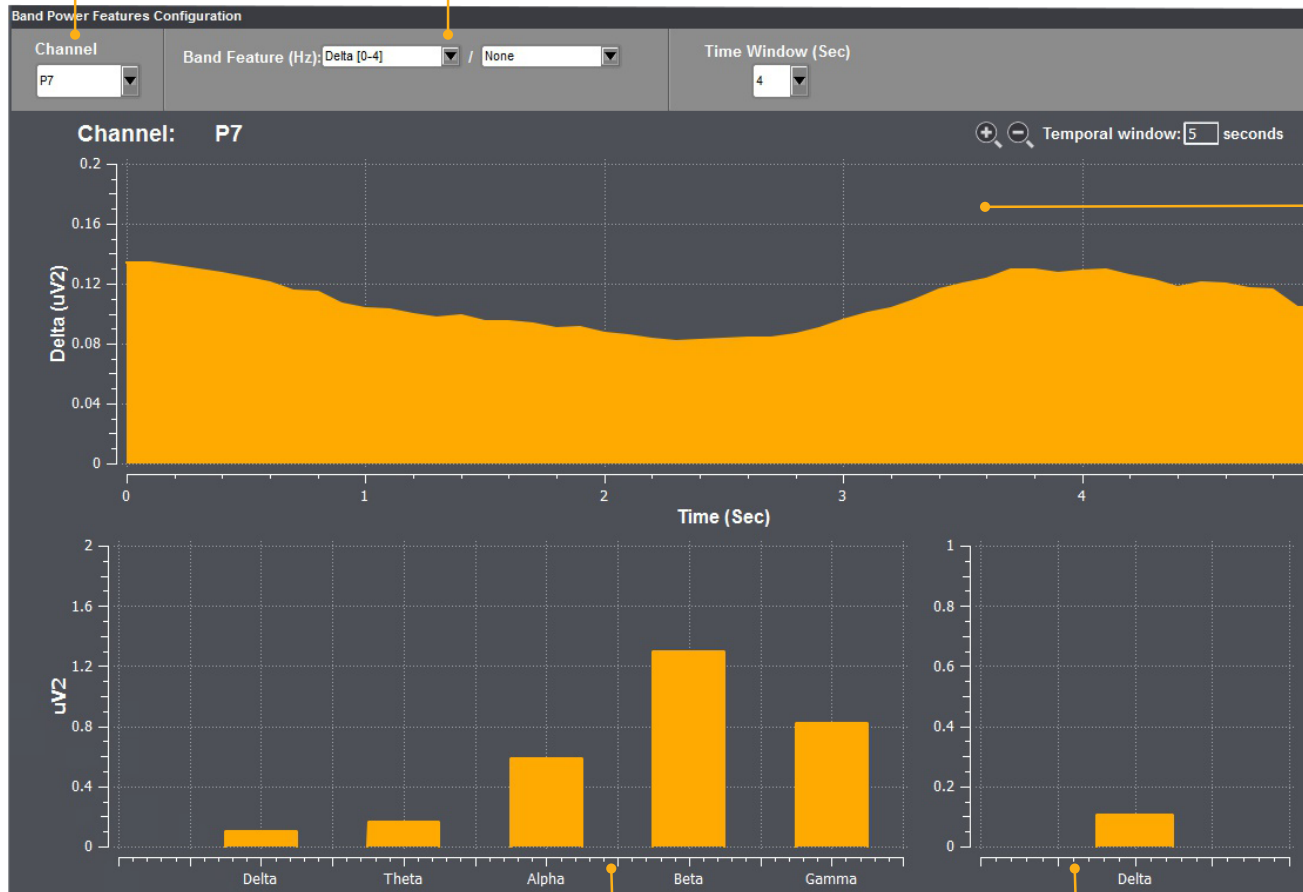 Band Power Features Configuration
Channel
P7
Band Feature (Hz): Delta [0-4] / None
Time Window (Sec)
4
Channel: P7
Temporal window: 5 seconds
Delta (uV2)
0.2
0.16
0.12
0.08
0.04
0
0 1 2 3 4
Time (Sec)
uV2
2
1.6
1.2
0.8
0.4
0
Delta Theta Alpha Beta Gamma
1
0.8
0.6
0.4
0.2
0
Delta